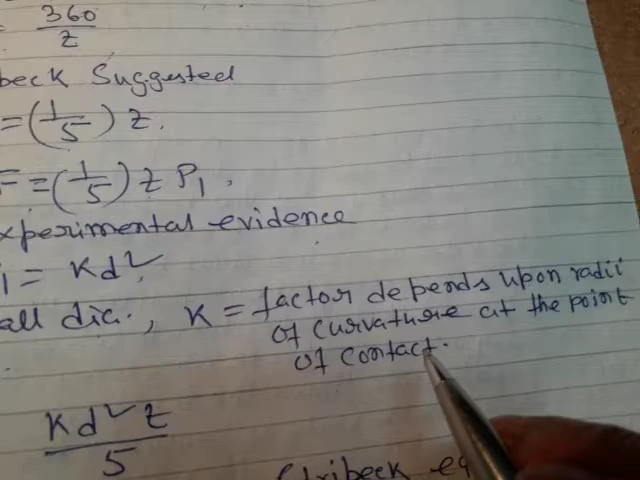 = 360/z
beck Suggested
= (1/5) z.
= (1/5) z P₁.
xperimental evidence
= Kd².
all dia., K = factor depends upon radii
of curvature at the point
of contact.
Kd² z / 5
Stribeck eq